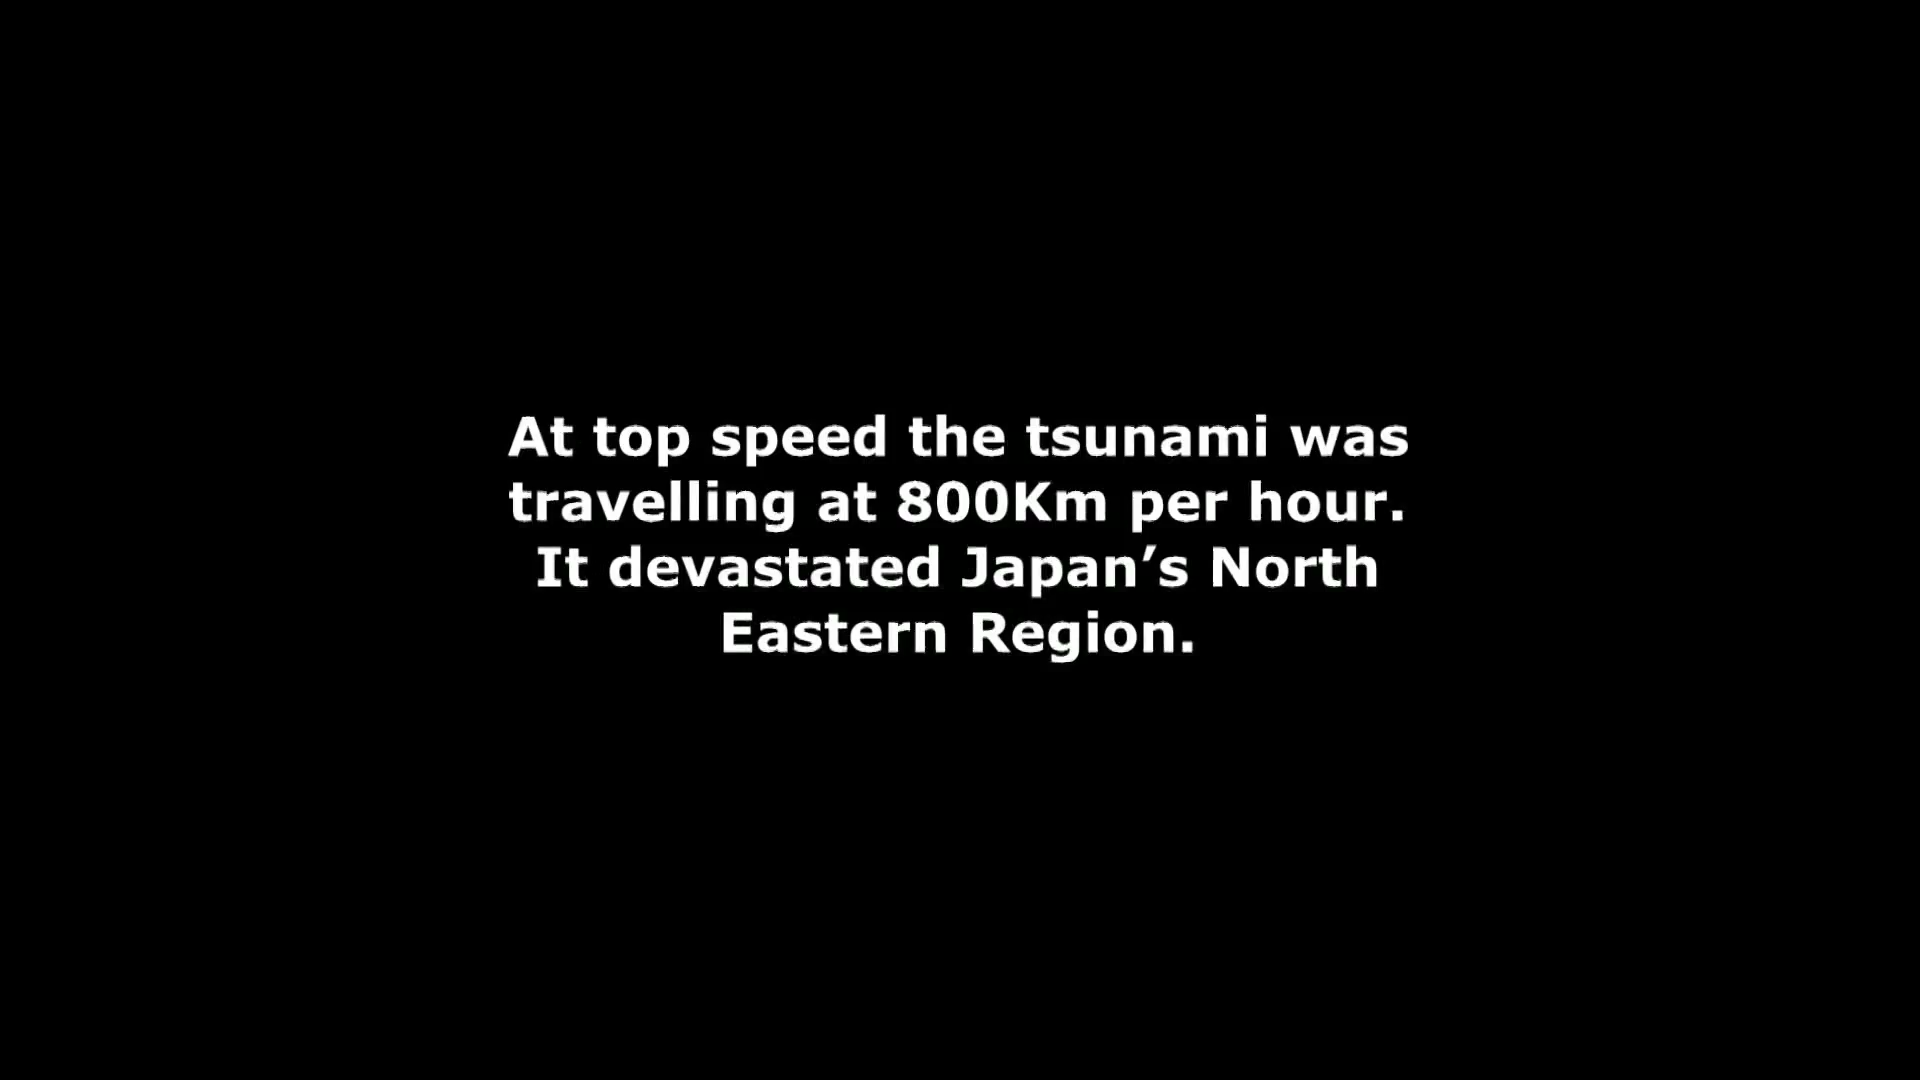 At top speed the tsunami was
travelling at 800Km per hour.
It devastated Japan’s North
Eastern Region.